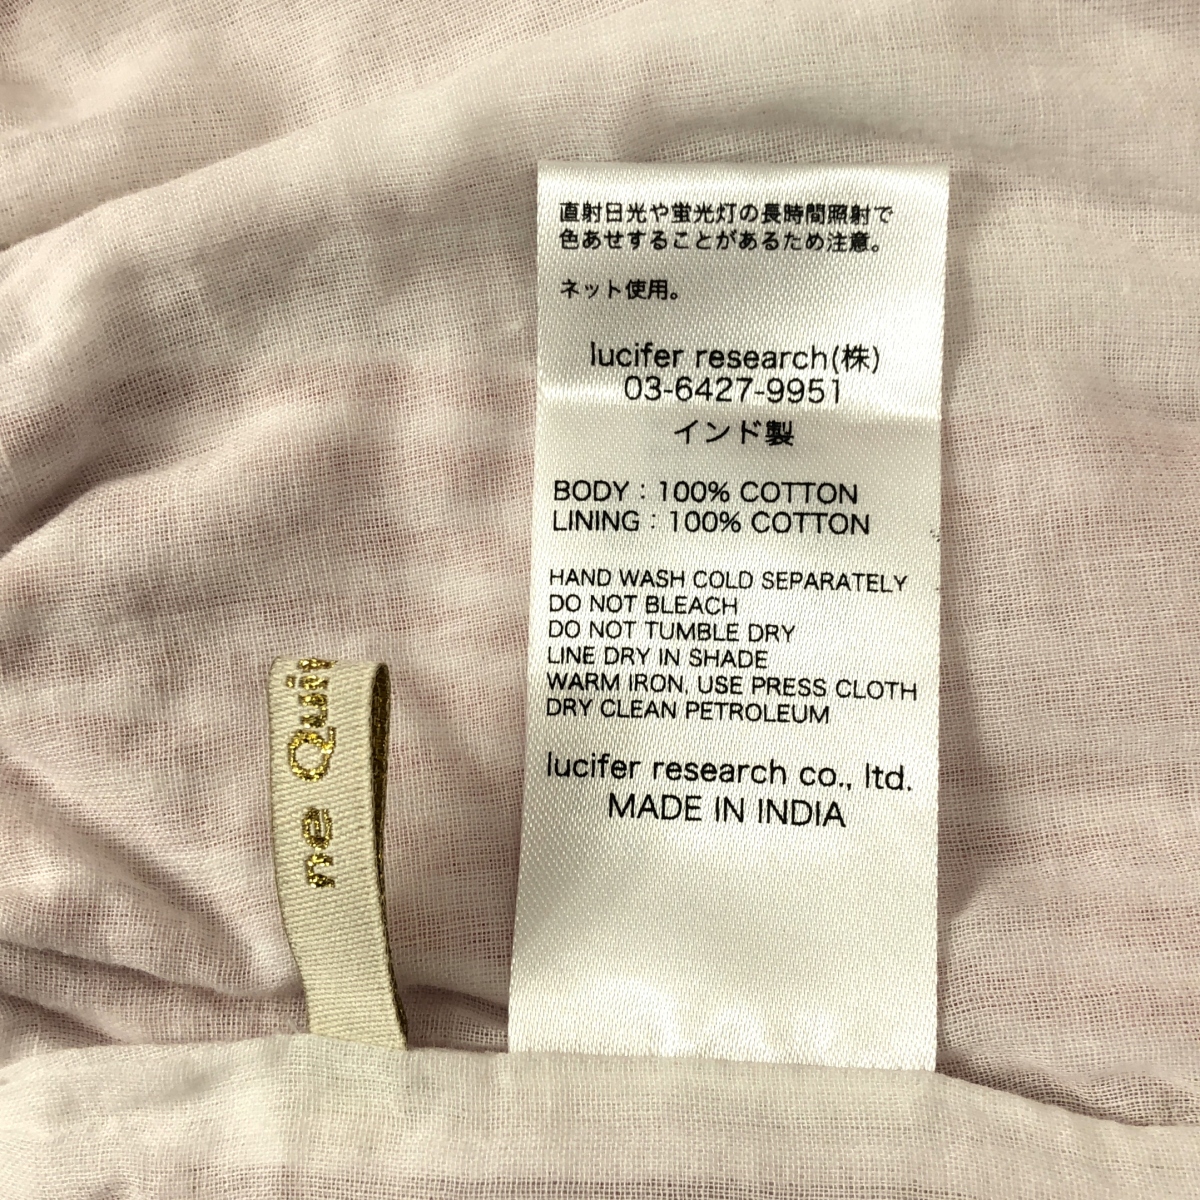 直射日光や蛍光灯の長時間照射で
色あせすることがあるため注意。
ネット使用。
lucifer research(株)
03-6427-9951
インド製
BODY : 100% COTTON
LINING : 100% COTTON
HAND WASH COLD SEPARATELY
DO NOT BLEACH
DO NOT TUMBLE DRY
LINE DRY IN SHADE
WARM IRON, USE PRESS CLOTH
DRY CLEAN PETROLEUM
lucifer research co., ltd.
MADE IN INDIA
ne Qui